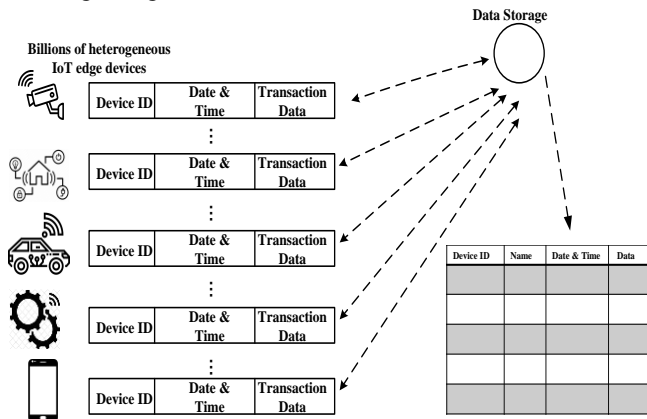 Data Storage
Billions of heterogeneous
IoT edge devices
Device ID Date & Time Transaction Data
⋮
Device ID Date & Time Transaction Data
⋮
Device ID Date & Time Transaction Data
⋮
Device ID Date & Time Transaction Data
⋮
Device ID Date & Time Transaction Data
Device ID Name Date & Time Data